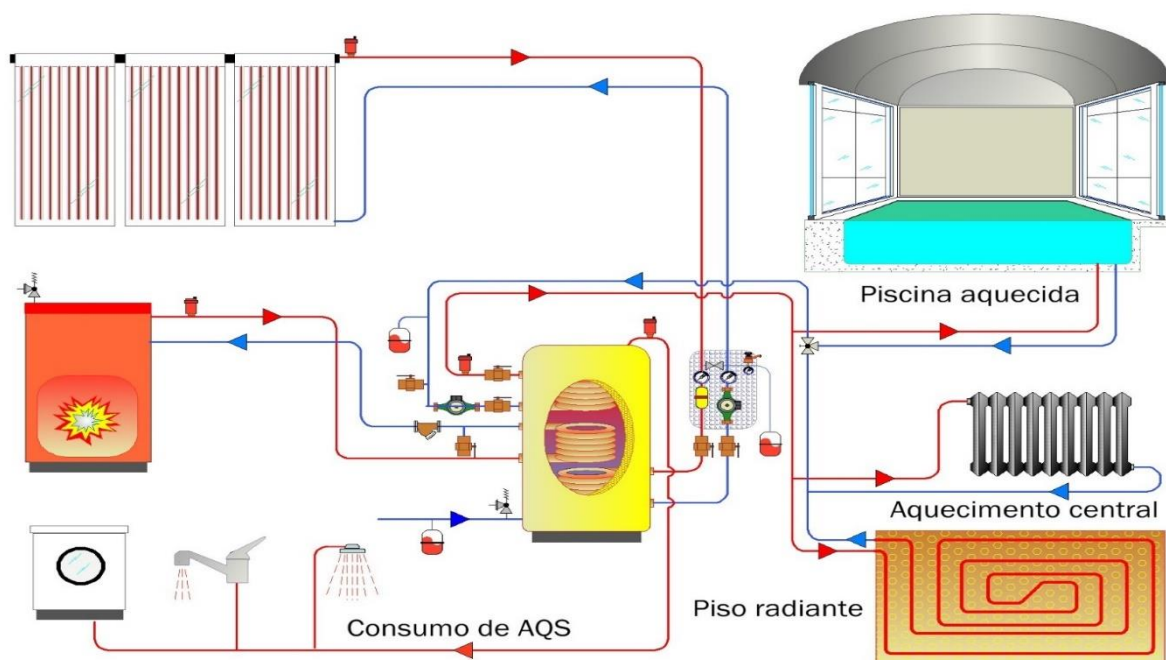 Piscina aquecida
Aquecimento central
Piso radiante
Consumo de AQS